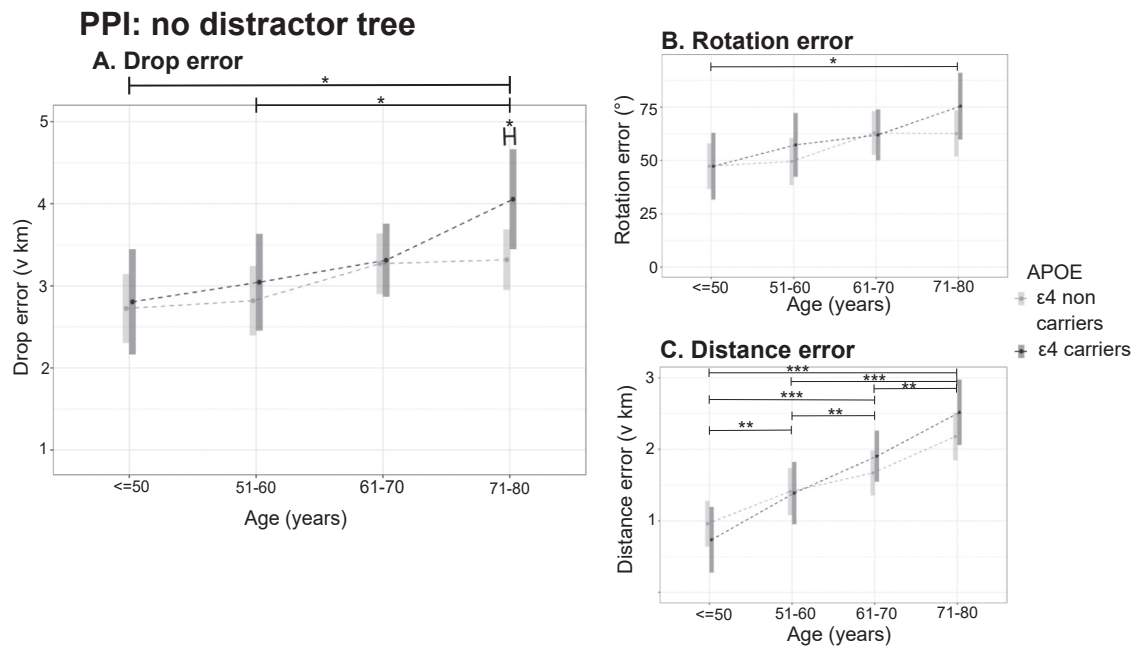 PPI: no distractor tree
A. Drop error
*
*
*
5
4
3
2
1
Drop error (v km)
<=50 51-60 61-70 71-80
Age (years)
B. Rotation error
*
75
50
25
0
Rotation error (°)
<=50 51-60 61-70 71-80
Age (years)
C. Distance error
***
***
**
***
**
**
3
2
1
Distance error (v km)
<=50 51-60 61-70 71-80
Age (years)
APOE
ε4 non
carriers
ε4 carriers